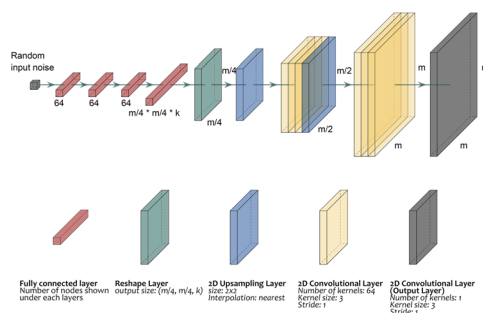 Random
input noise
64
64
64
m/4 * m/4 * k
m/4
m/4
m/2
m/2
m
m
m
Fully connected layer
Number of nodes shown
under each layers
Reshape Layer
output size: (m/4, m/4, k)
2D Upsampling Layer
size: 2x2
Interpolation: nearest
2D Convolutional Layer
Number of kernels: 64
Kernel size: 3
Stride: 1
2D Convolutional Layer
(Output Layer)
Number of kernels: 1
Kernel size: 3
Stride: 1